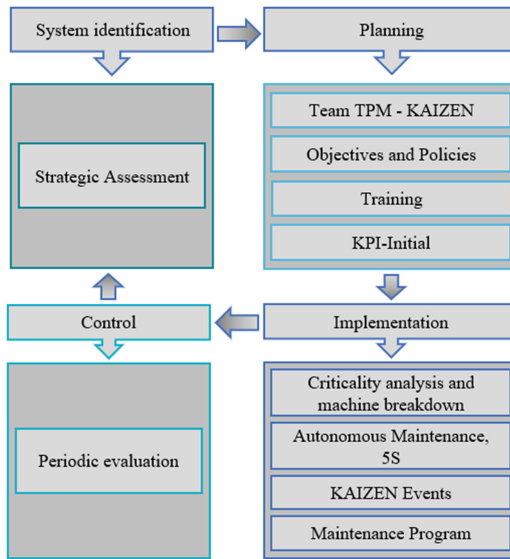 System identification
Planning
Strategic Assessment
Team TPM - KAIZEN
Objectives and Policies
Training
KPI-Initial
Control
Implementation
Periodic evaluation
Criticality analysis and
machine breakdown
Autonomous Maintenance,
5S
KAIZEN Events
Maintenance Program